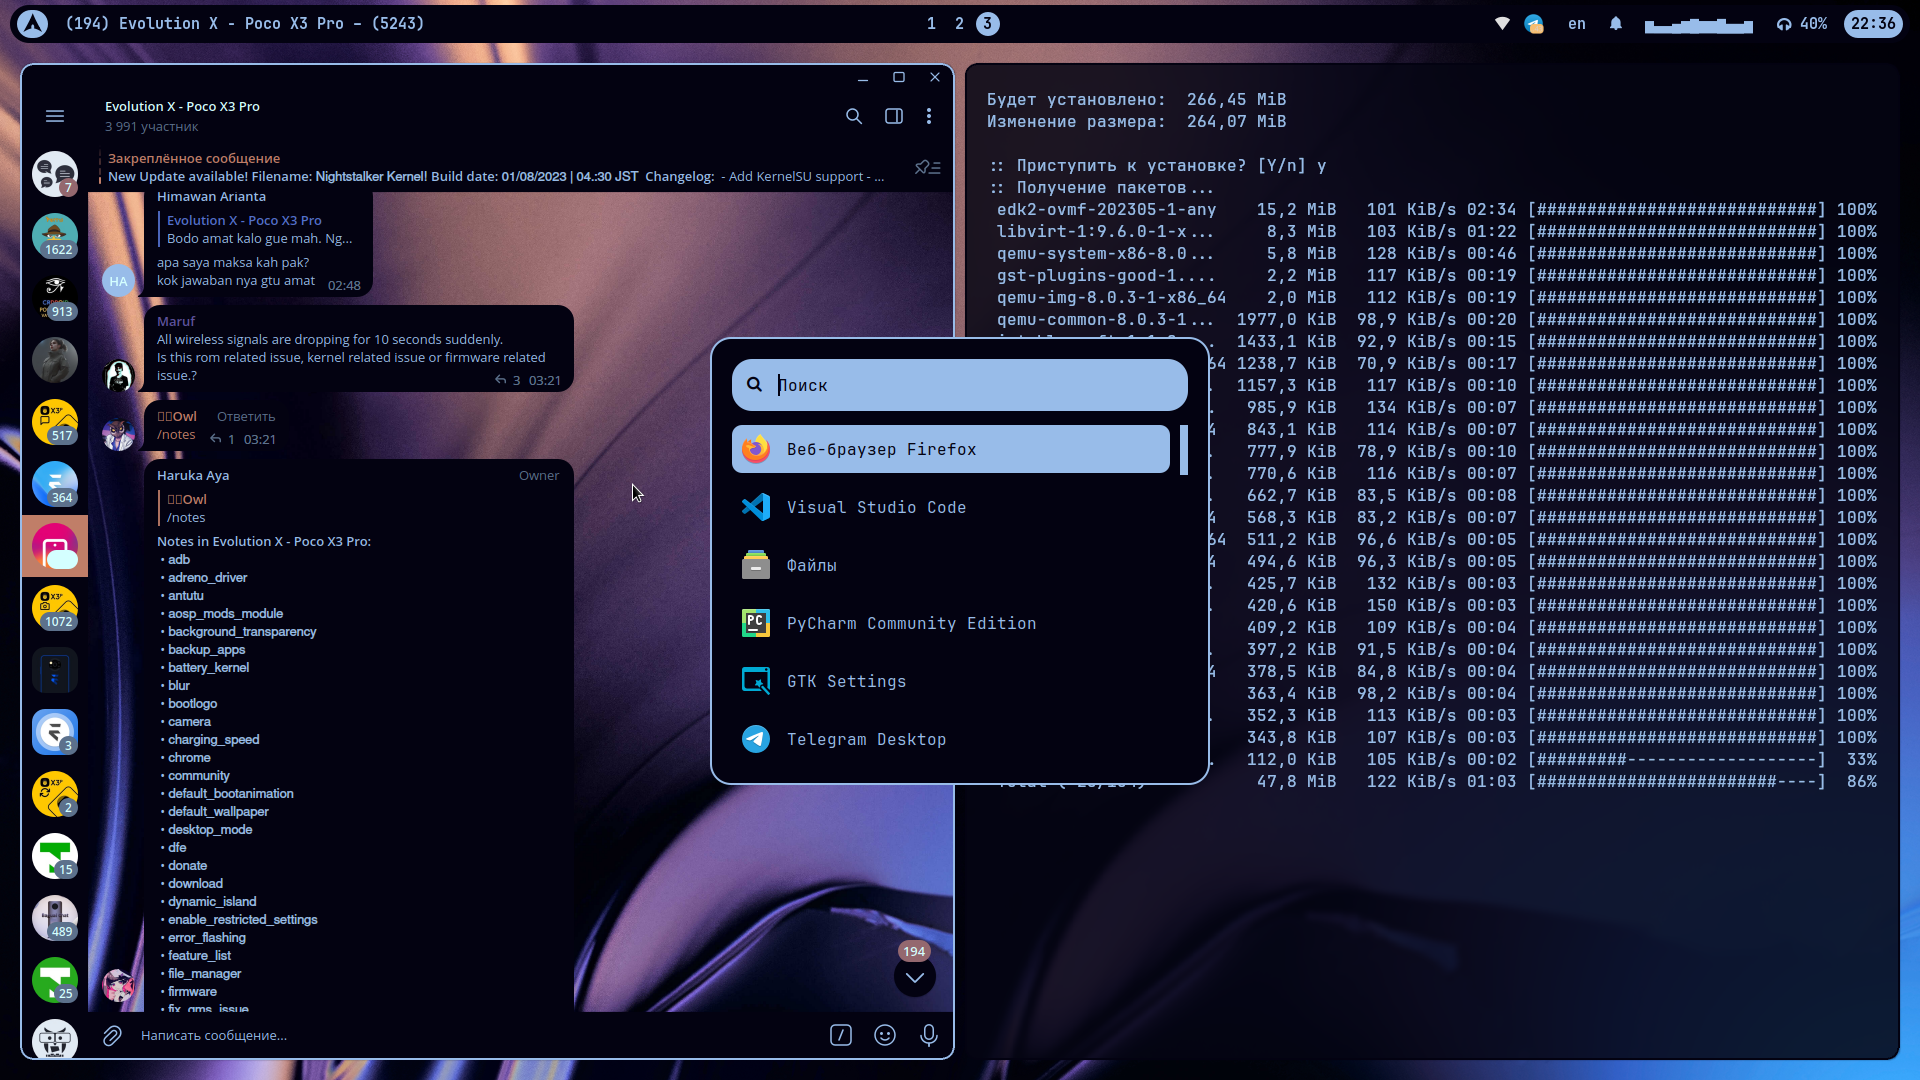 (194) Evolution X - Poco X3 Pro – (5243)
1 2 3
en
40%
22:36
Evolution X - Poco X3 Pro
3 991 участник
Закреплённое сообщение
New Update available! Filename: Nightstalker Kernel! Build date: 01/08/2023 | 04.:30 JST Changelog: - Add KernelSU support - ...
7
1622
913
517
364
1072
3
2
15
489
25
Himawan Arianta
Evolution X - Poco X3 Pro
Bodo amat kalo gue mah. Ng...
apa saya maksa kah pak?
kok jawaban nya gtu amat 02:48
HA
Maruf
All wireless signals are dropping for 10 seconds suddenly.
Is this rom related issue, kernel related issue or firmware related
issue.? 3 03:21
Owl Ответить
/notes 1 03:21
Haruka Aya Owner
Owl
/notes
Notes in Evolution X - Poco X3 Pro:
• adb
• adreno_driver
• antutu
• aosp_mods_module
• background_transparency
• backup_apps
• battery_kernel
• blur
• bootlogo
• camera
• charging_speed
• chrome
• community
• default_bootanimation
• default_wallpaper
• desktop_mode
• dfe
• donate
• download
• dynamic_island
• enable_restricted_settings
• error_flashing
• feature_list
• file_manager
• firmware
• fix_gms_issue
194
Написать сообщение...
Поиск
Веб-браузер Firefox
Visual Studio Code
Файлы
PyCharm Community Edition
GTK Settings
Telegram Desktop
Будет установлено: 266,45 MiB
Изменение размера: 264,07 MiB
:: Приступить к установке? [Y/n] y
:: Получение пакетов...
edk2-ovmf-202305-1-any 15,2 MiB 101 KiB/s 02:34 [############################] 100%
libvirt-1:9.6.0-1-x... 8,3 MiB 103 KiB/s 01:22 [############################] 100%
qemu-system-x86-8.0... 5,8 MiB 128 KiB/s 00:46 [############################] 100%
gst-plugins-good-1.... 2,2 MiB 117 KiB/s 00:19 [############################] 100%
qemu-img-8.0.3-1-x86_64 2,0 MiB 112 KiB/s 00:19 [############################] 100%
qemu-common-8.0.3-1... 1977,0 KiB 98,9 KiB/s 00:20 [############################] 100%
1433,1 KiB 92,9 KiB/s 00:15 [############################] 100%
64 1238,7 KiB 70,9 KiB/s 00:17 [############################] 100%
1157,3 KiB 117 KiB/s 00:10 [############################] 100%
985,9 KiB 134 KiB/s 00:07 [############################] 100%
843,1 KiB 114 KiB/s 00:07 [############################] 100%
777,9 KiB 78,9 KiB/s 00:10 [############################] 100%
770,6 KiB 116 KiB/s 00:07 [############################] 100%
662,7 KiB 83,5 KiB/s 00:08 [############################] 100%
568,3 KiB 83,2 KiB/s 00:07 [############################] 100%
64 511,2 KiB 96,6 KiB/s 00:05 [############################] 100%
494,6 KiB 96,3 KiB/s 00:05 [############################] 100%
425,7 KiB 132 KiB/s 00:03 [############################] 100%
420,6 KiB 150 KiB/s 00:03 [############################] 100%
409,2 KiB 109 KiB/s 00:04 [############################] 100%
397,2 KiB 91,5 KiB/s 00:04 [############################] 100%
378,5 KiB 84,8 KiB/s 00:04 [############################] 100%
363,4 KiB 98,2 KiB/s 00:04 [############################] 100%
352,3 KiB 113 KiB/s 00:03 [############################] 100%
343,8 KiB 107 KiB/s 00:03 [############################] 100%
112,0 KiB 105 KiB/s 00:02 [#########-------------------] 33%
47,8 MiB 122 KiB/s 01:03 [########################----] 86%